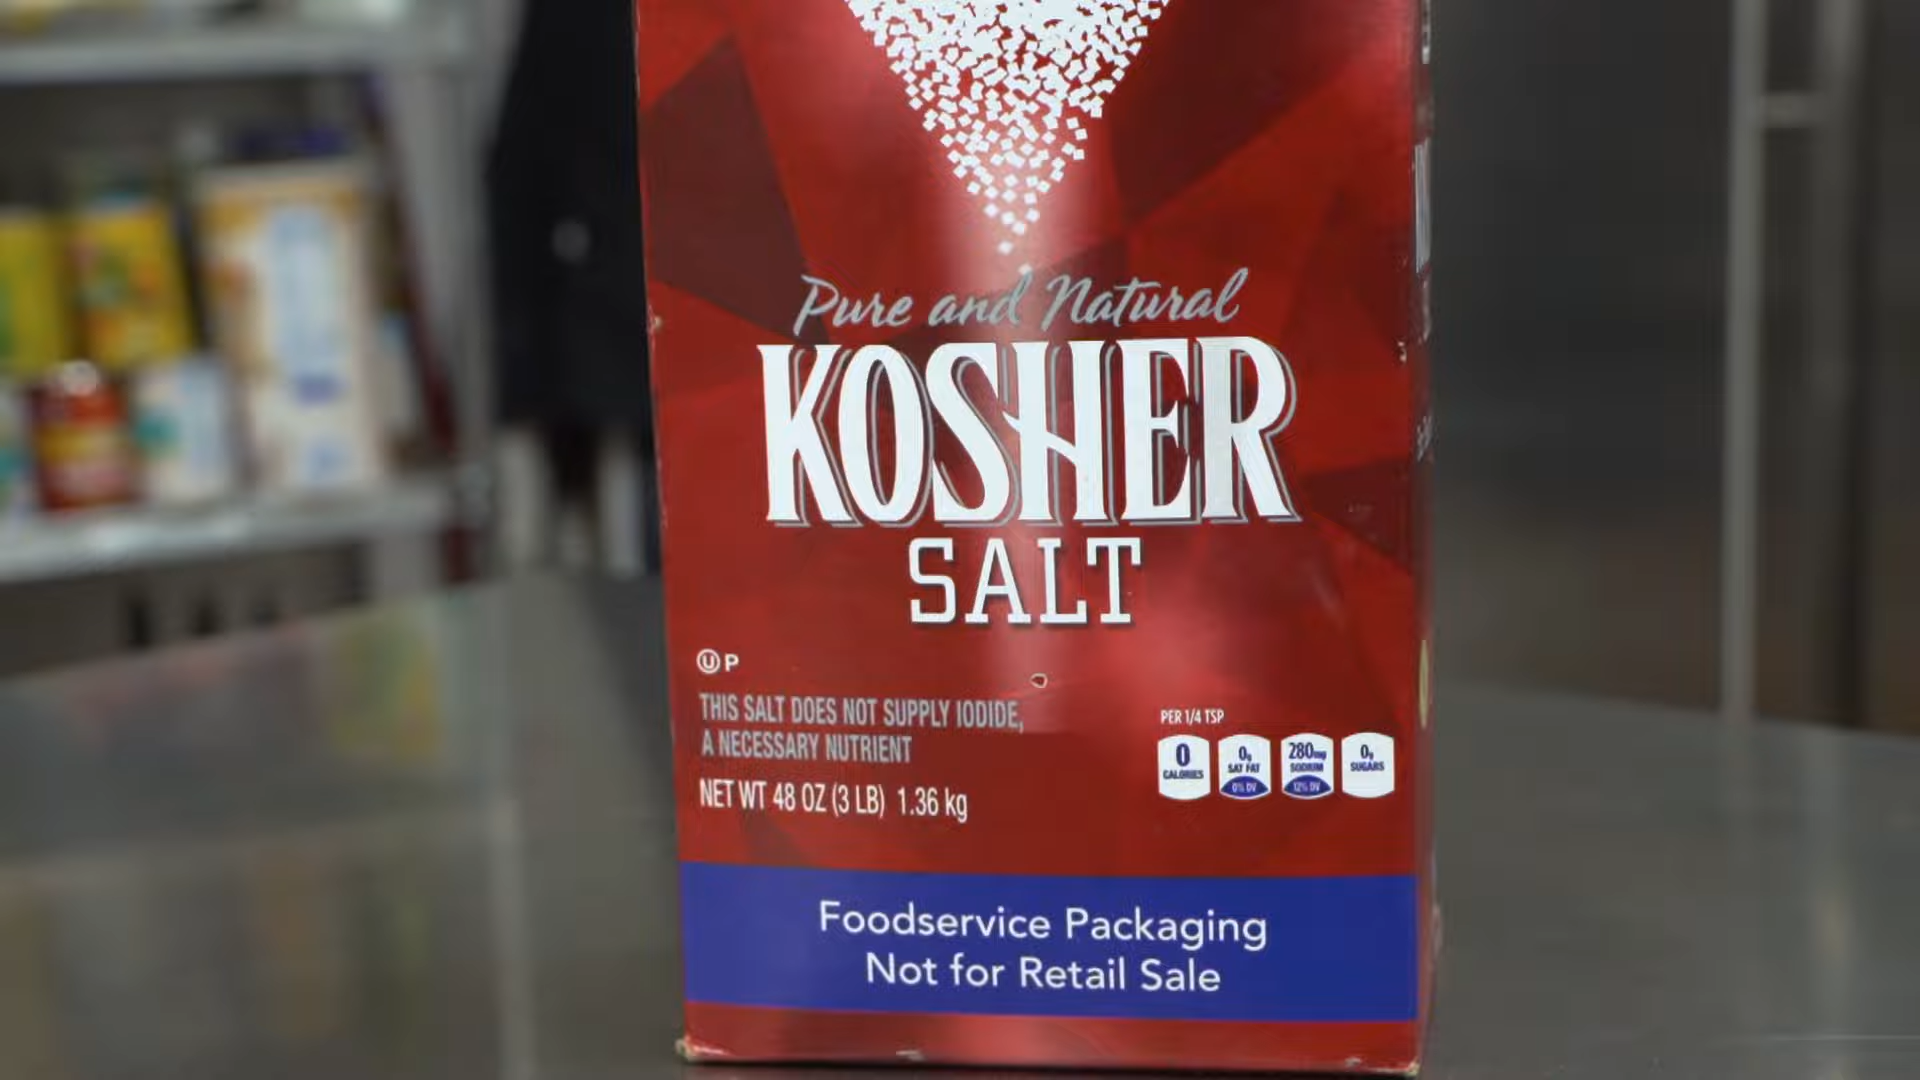 Pure and Natural
KOSHER
SALT
Ⓤ P
THIS SALT DOES NOT SUPPLY IODIDE,
A NECESSARY NUTRIENT
NET WT 48 OZ (3 LB) 1.36 kg
PER 1/4 TSP
0
CALORIES
0g
SAT FAT
0% DV
280mg
SODIUM
12% DV
0g
SUGARS
Foodservice Packaging
Not for Retail Sale